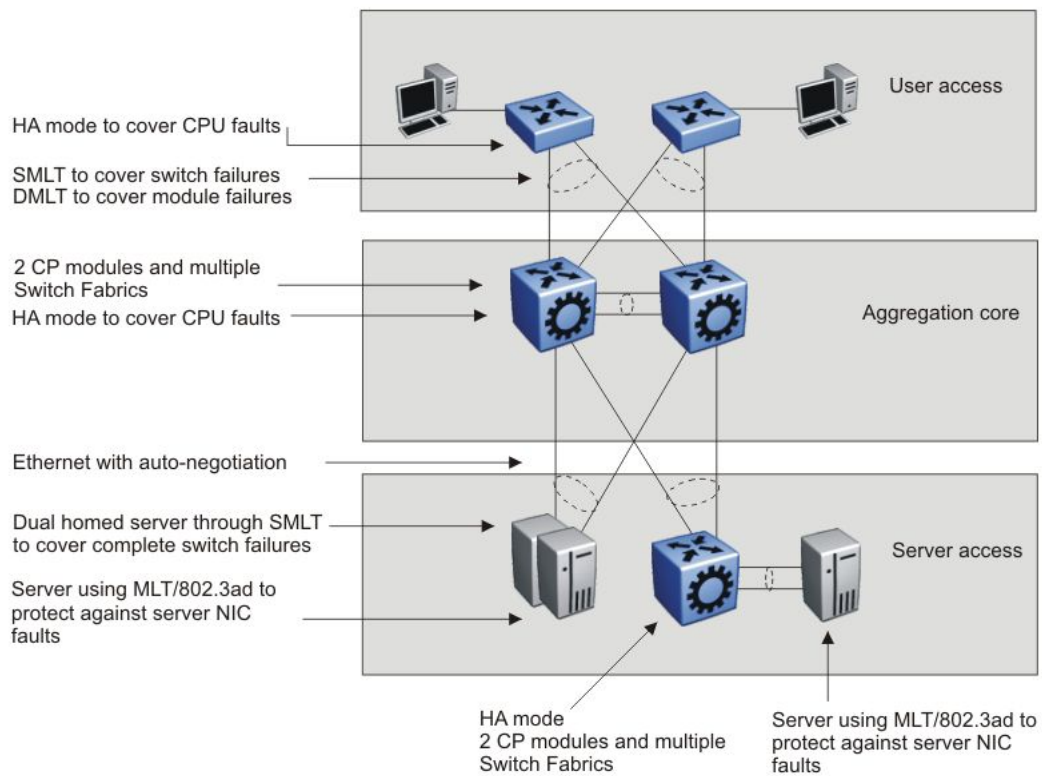 User access
HA mode to cover CPU faults
SMLT to cover switch failures
DMLT to cover module failures
2 CP modules and multiple
Switch Fabrics
HA mode to cover CPU faults
Aggregation core
Ethernet with auto-negotiation
Dual homed server through SMLT
to cover complete switch failures
Server access
Server using MLT/802.3ad to
protect against server NIC
faults
HA mode
2 CP modules and multiple
Switch Fabrics
Server using MLT/802.3ad to
protect against server NIC
faults